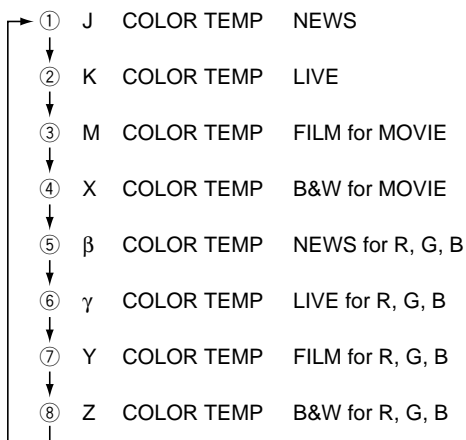 ① J COLOR TEMP NEWS
② K COLOR TEMP LIVE
③ M COLOR TEMP FILM for MOVIE
④ X COLOR TEMP B&W for MOVIE
⑤ β COLOR TEMP NEWS for R, G, B
⑥ γ COLOR TEMP LIVE for R, G, B
⑦ Y COLOR TEMP FILM for R, G, B
⑧ Z COLOR TEMP B&W for R, G, B